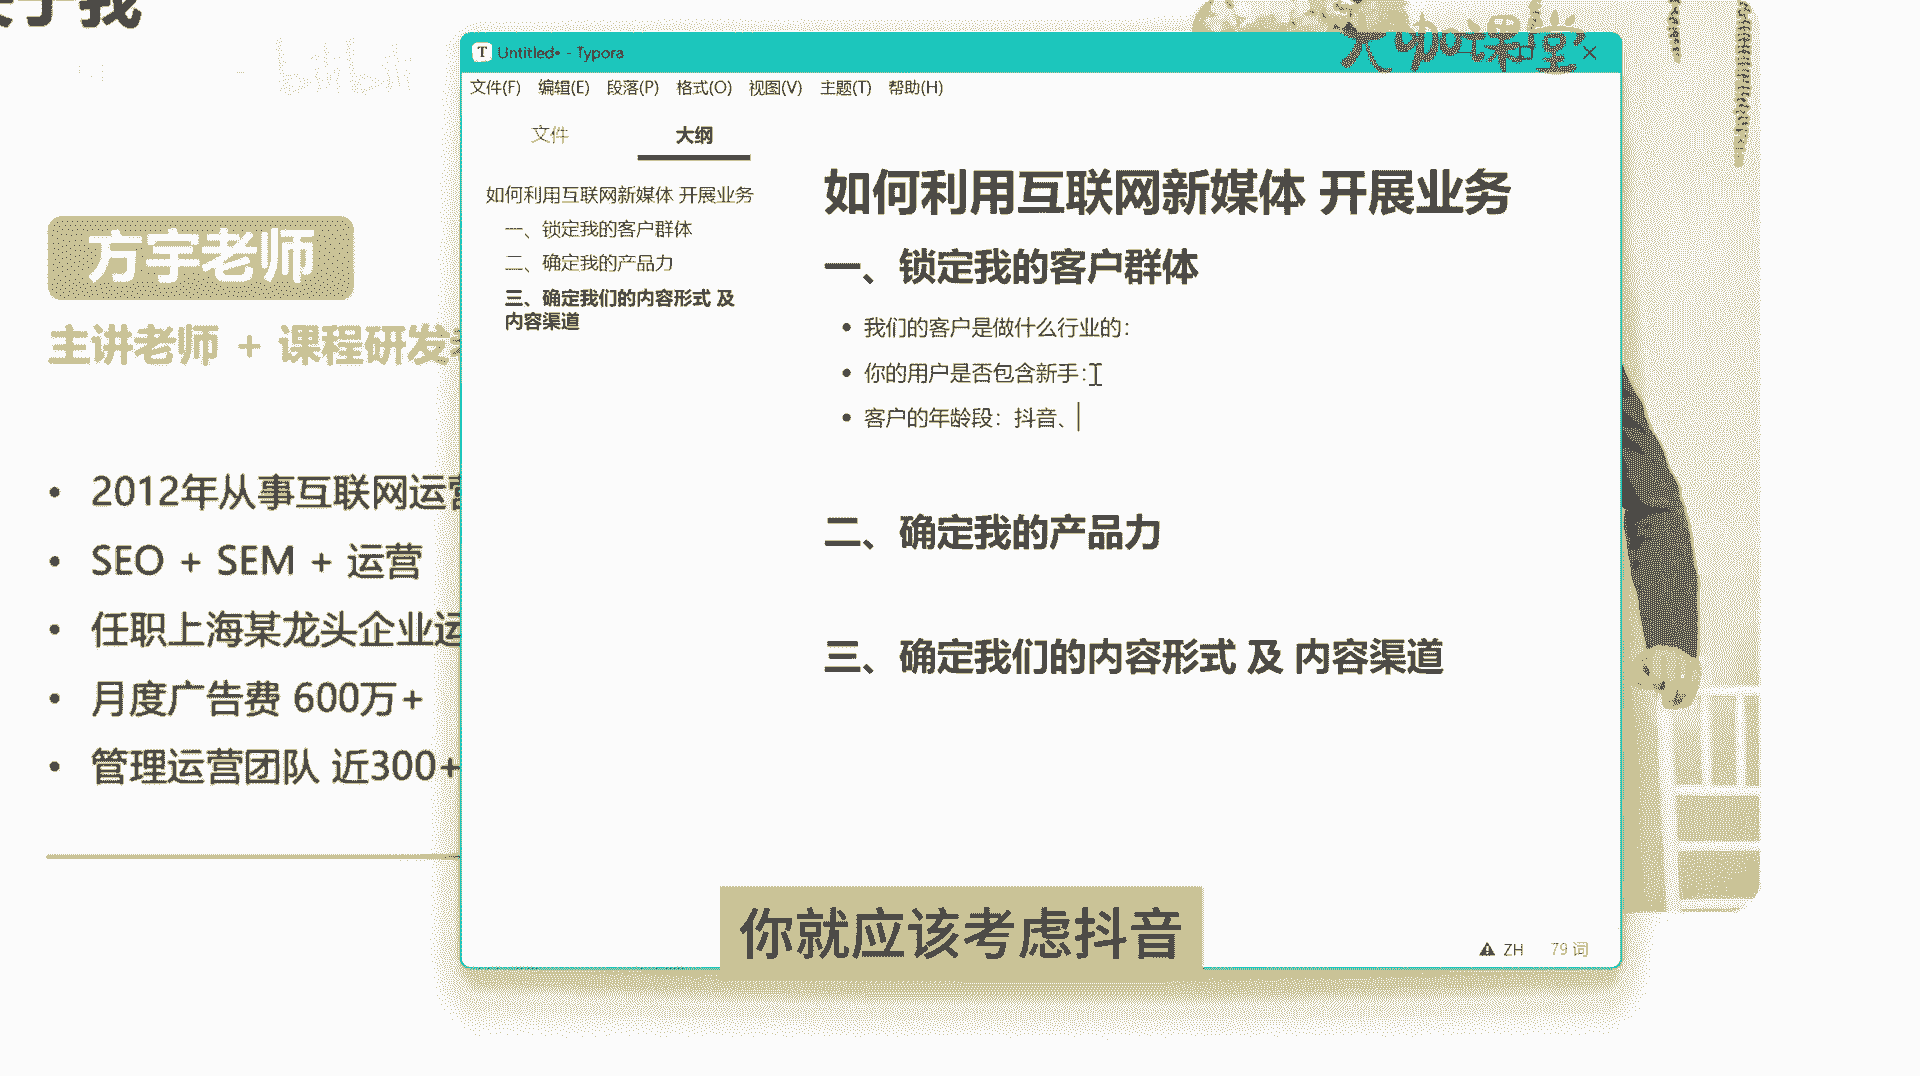 关于我
bilibili
大咖课堂
Untitled• - Typora
文件(F) 编辑(E) 段落(P) 格式(O) 视图(V) 主题(T) 帮助(H)
文件 大纲
如何利用互联网新媒体 开展业务
一、锁定我的客户群体
二、确定我的产品力
三、确定我们的内容形式 及
内容渠道
如何利用互联网新媒体 开展业务
一、锁定我的客户群体
• 我们的客户是做什么行业的:
• 你的用户是否包含新手:
• 客户的年龄段：抖音、
二、确定我的产品力
三、确定我们的内容形式 及 内容渠道
方宇老师
主讲老师 + 课程研发
• 2012年从事互联网运营
• SEO + SEM + 运营
• 任职上海某龙头企业运
• 月度广告费 600万+
• 管理运营团队 近300+
你就应该考虑抖音
ZH 79 词